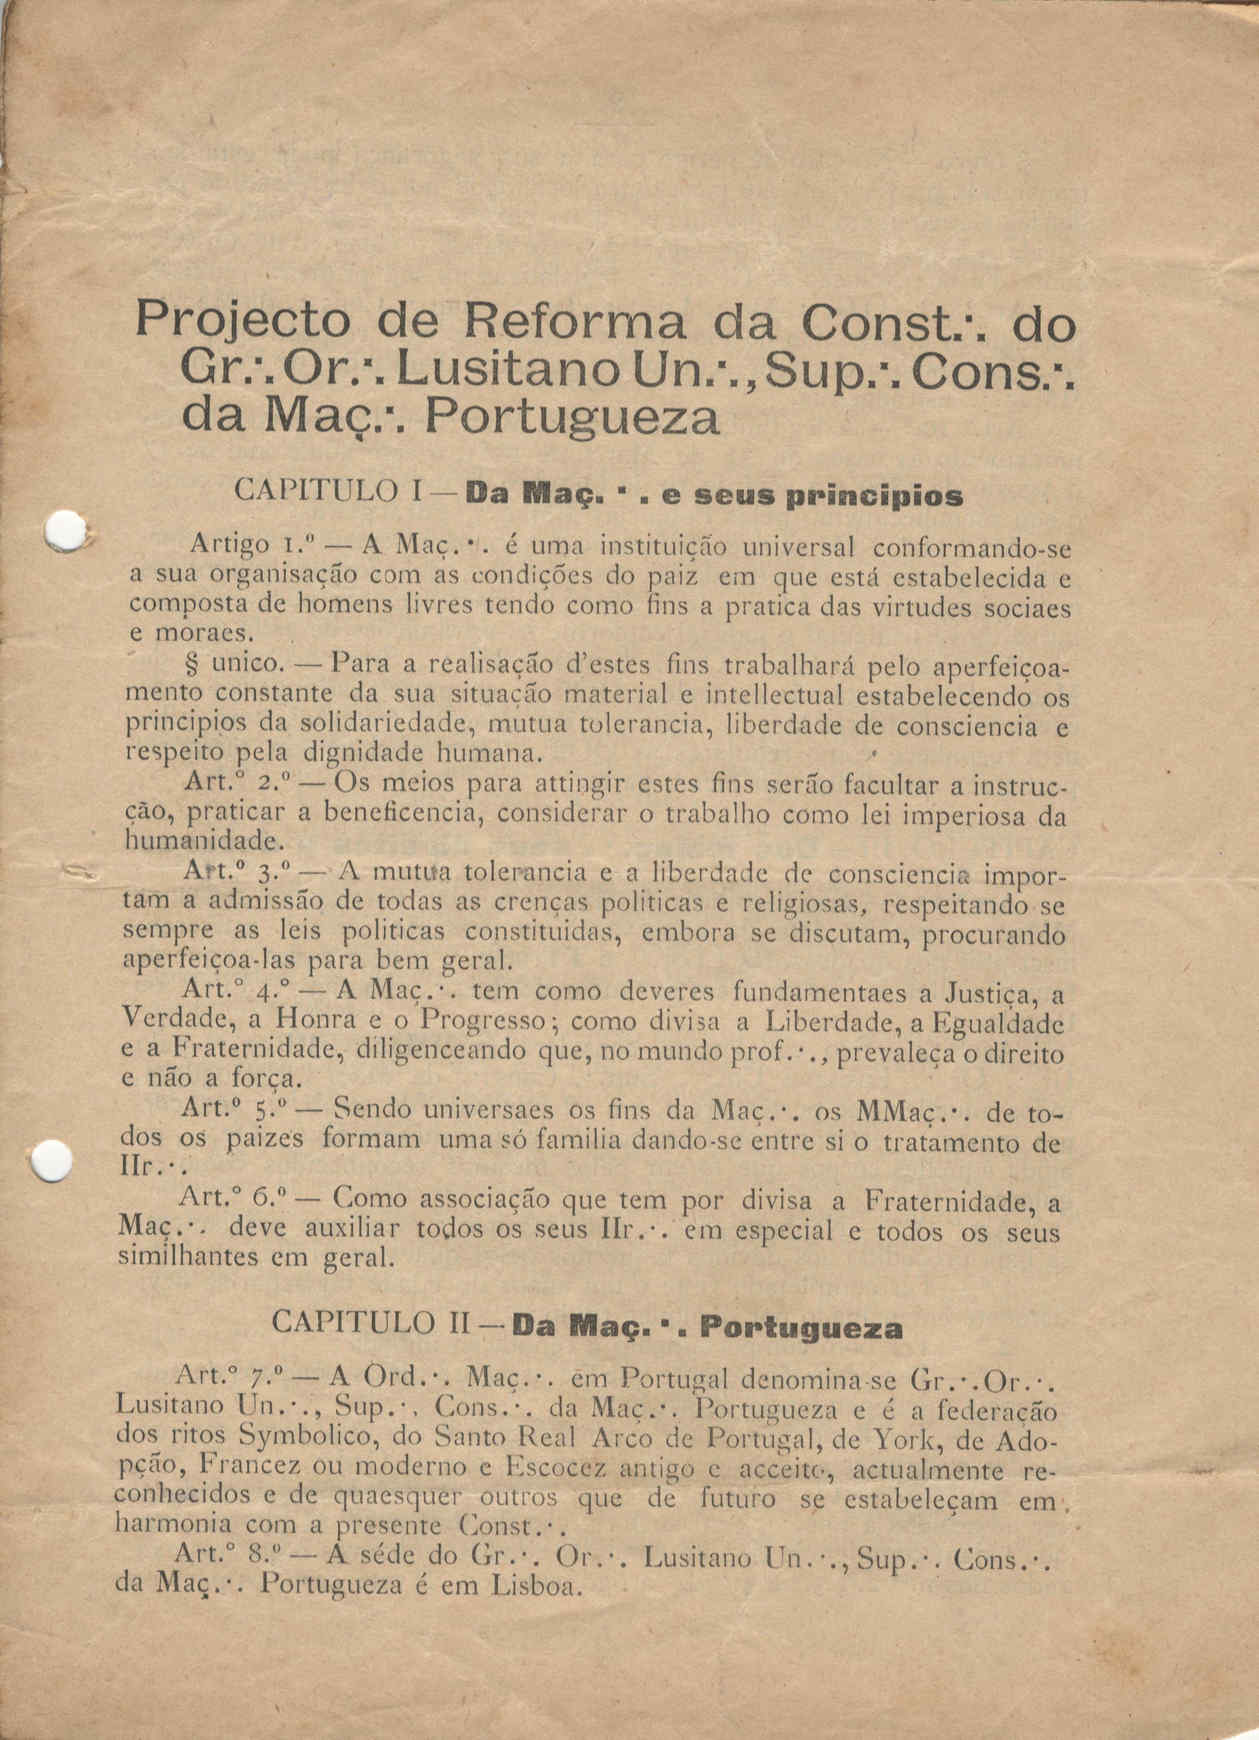 Projecto de Reforma da Const.·. do
Gr.·. Or.·. Lusitano Un.·., Sup.·. Cons.·.
da Maç.·. Portugueza
CAPITULO I — Da Maç.·. e seus principios
Artigo 1.º — A Maç.·. é uma instituição universal conformando-se
a sua organisação com as condições do paiz em que está estabelecida e
composta de homens livres tendo como fins a pratica das virtudes sociaes
e moraes.
§ unico. — Para a realisação d'estes fins trabalhará pelo aperfeiçoa-
mento constante da sua situação material e intellectual estabelecendo os
principios da solidariedade, mutua tolerancia, liberdade de consciencia e
respeito pela dignidade humana.
Art.º 2.º — Os meios para attingir estes fins serão facultar a instruc-
ção, praticar a beneficencia, considerar o trabalho como lei imperiosa da
humanidade.
Art.º 3.º — A mutua tolerancia e a liberdade de consciencia impor-
tam a admissão de todas as crenças politicas e religiosas, respeitando-se
sempre as leis politicas constituidas, embora se discutam, procurando
aperfeiçoa-las para bem geral.
Art.º 4.º — A Maç.·. tem como deveres fundamentaes a Justiça, a
Verdade, a Honra e o Progresso; como divisa a Liberdade, a Egualdade
e a Fraternidade, diligenceando que, no mundo prof.·., prevaleça o direito
e não a força.
Art.º 5.º — Sendo universaes os fins da Maç.·. os MMaç.·. de to-
dos os paizes formam uma só familia dando-se entre si o tratamento de
IIr.·.
Art.º 6.º — Como associação que tem por divisa a Fraternidade, a
Maç.·. deve auxiliar todos os seus IIr.·. em especial e todos os seus
similhantes em geral.
CAPITULO II — Da Maç.·. Portugueza
Art.º 7.º — A Ord.·. Maç.·. em Portugal denomina-se Gr.·. Or.·.
Lusitano Un.·., Sup.·. Cons.·. da Maç.·. Portugueza e é a federação
dos ritos Symbolico, do Santo Real Arco de Portugal, de York, de Ado-
pção, Francez ou moderno e Escocez antigo e acceito, actualmente re-
conhecidos e de quaesquer outros que de futuro se estabeleçam em
harmonia com a presente Const.·.
Art.º 8.º — A séde do Gr.·. Or.·. Lusitano Un.·., Sup.·. Cons.·.
da Maç.·. Portugueza é em Lisboa.